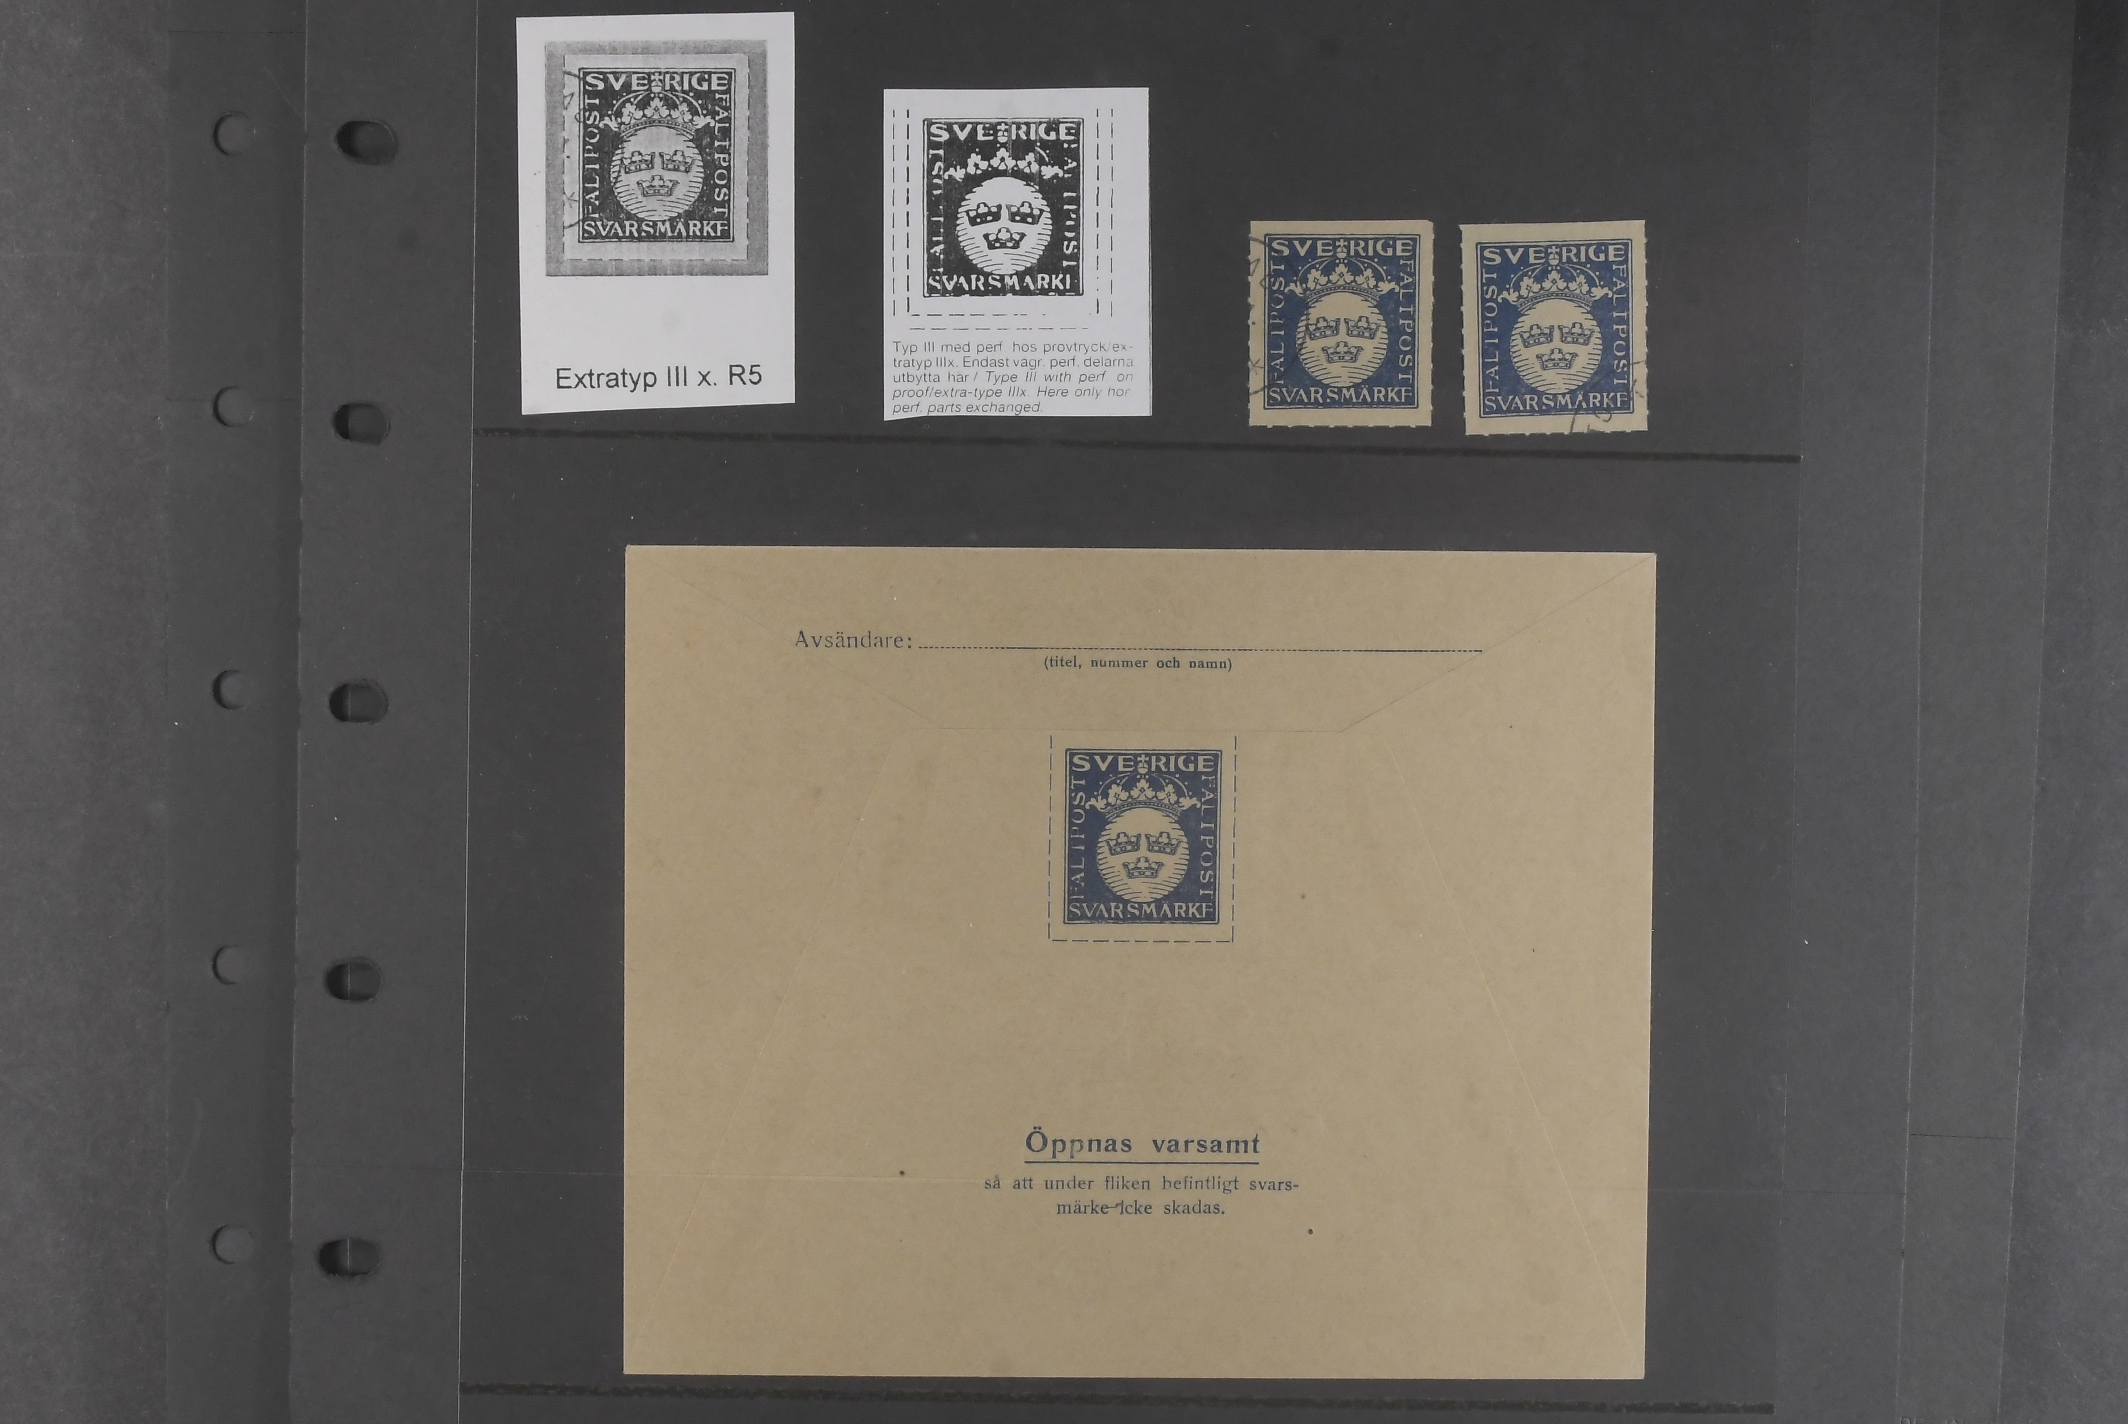 SVERIGE
FÄLTPOST
FÄLTPOST
SVARSMÄRKE
Extratyp III x. R5
SVERIGE
SVARSMÄRKE
Typ III med perf hos provtryck/ex-
tratyp IIIx. Endast vågr. perf. delarna
utbytta här / Type III with perf on
proof/extra-type IIIx. Here only hor
perf. parts exchanged.
SVERIGE
FÄLTPOST
FÄLTPOST
SVARSMÄRKE
SVERIGE
FÄLTPOST
FÄLTPOST
SVARSMÄRKE
Avsändare:
(titel, nummer och namn)
SVERIGE
FÄLTPOST
FÄLTPOST
SVARSMÄRKE
Öppnas varsamt
så att under fliken befintligt svars-
märke icke skadas.